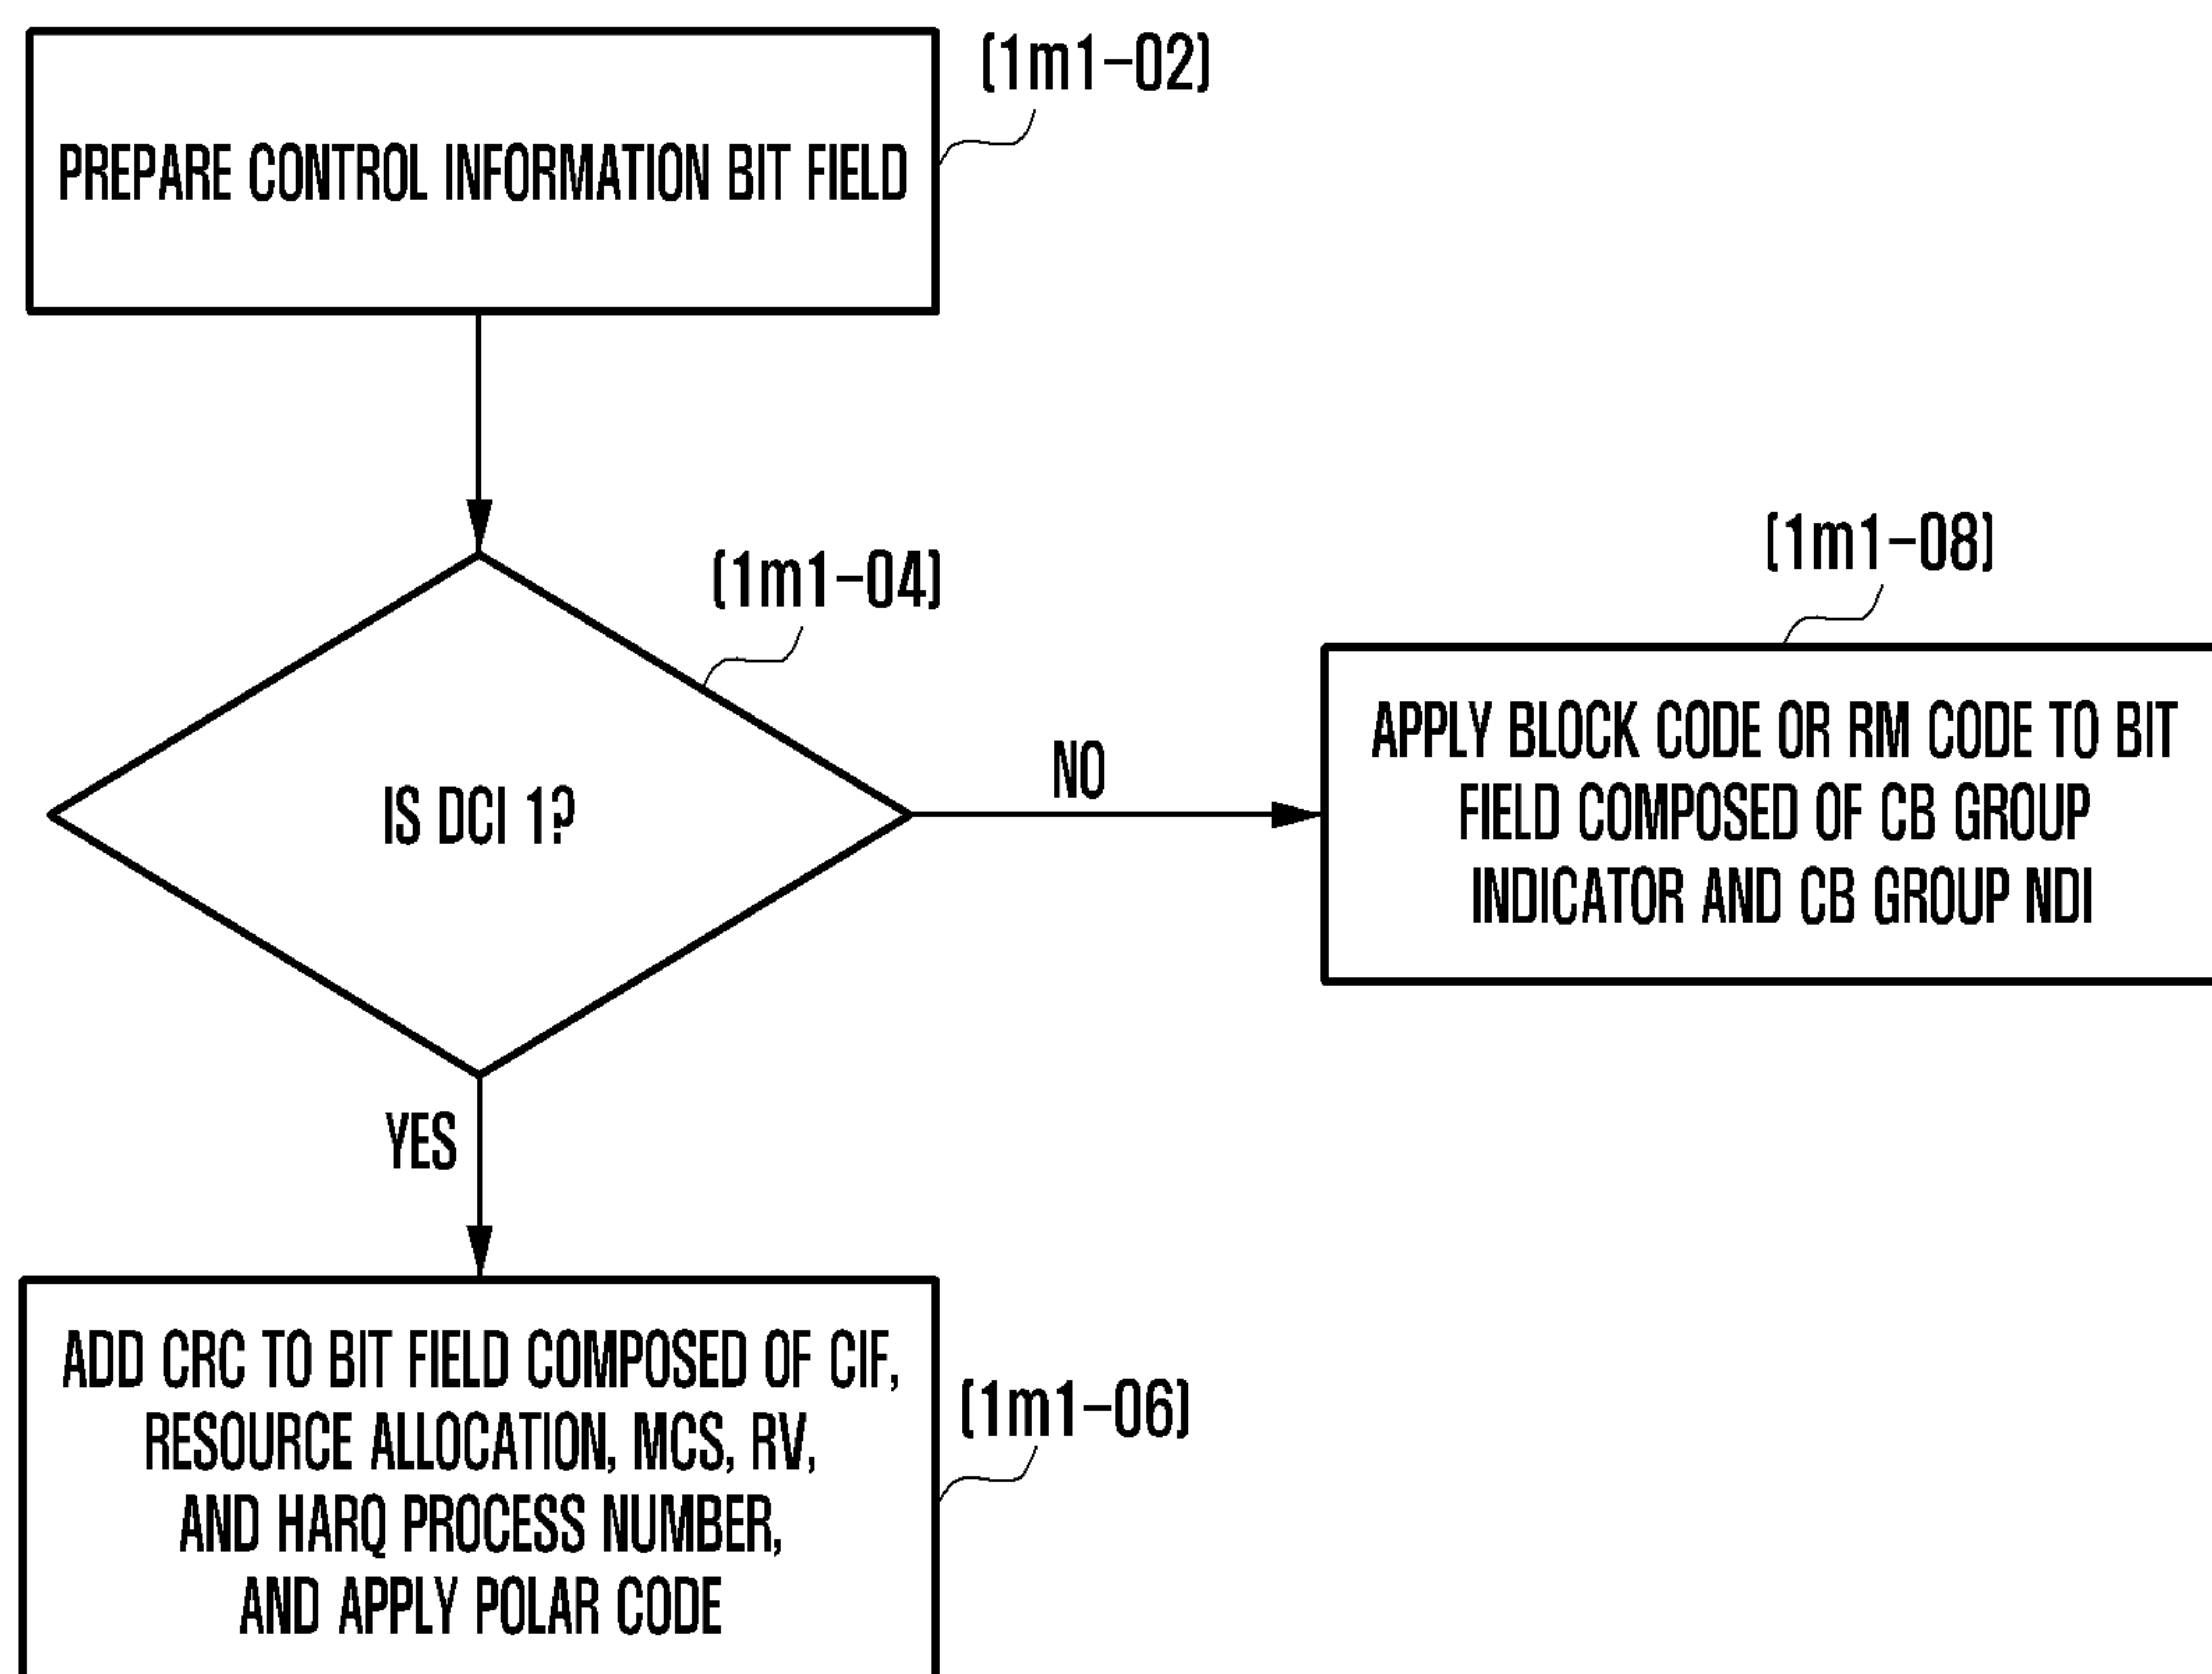 (1m1-02)
PREPARE CONTROL INFORMATION BIT FIELD
(1m1-04)
IS DCI 1?
NO
(1m1-08)
APPLY BLOCK CODE OR RM CODE TO BIT
FIELD COMPOSED OF CB GROUP
INDICATOR AND CB GROUP NDI
YES
ADD CRC TO BIT FIELD COMPOSED OF CIF,
RESOURCE ALLOCATION, MCS, RV,
AND HARQ PROCESS NUMBER,
AND APPLY POLAR CODE
(1m1-06)